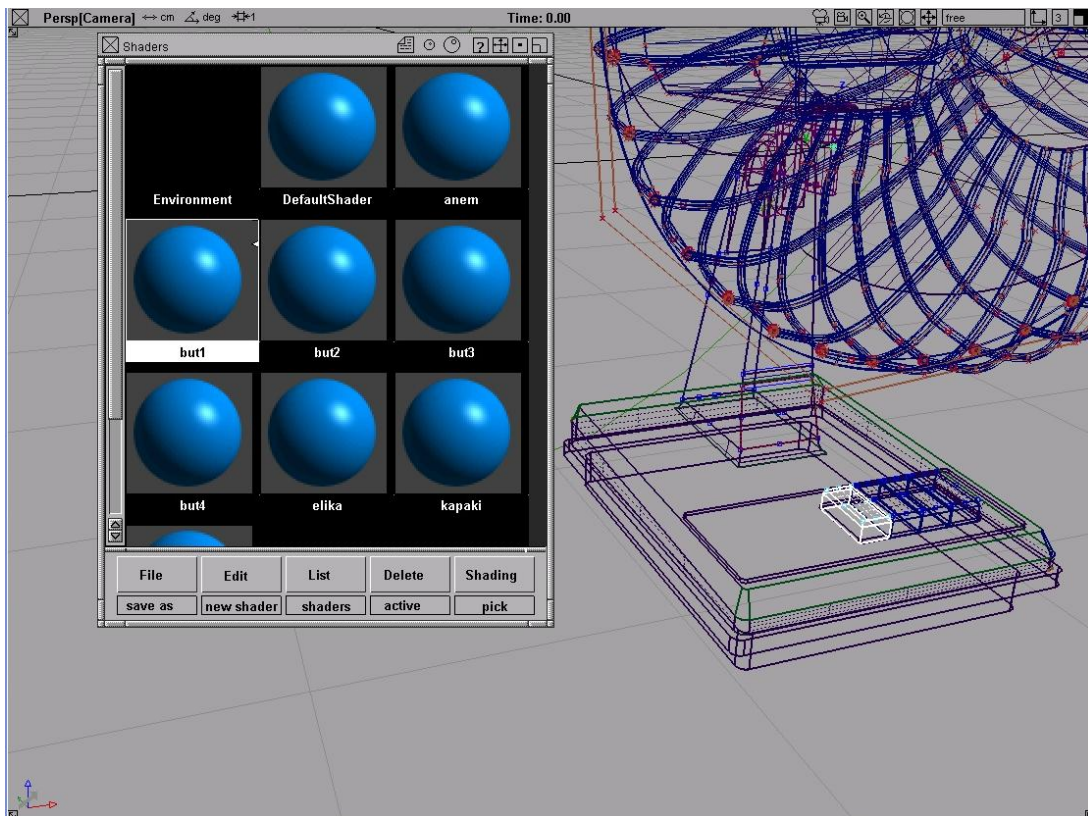 Persp[Camera] cm deg 1 Time: 0.00 free 3
Shaders ?
Environment DefaultShader anem
but1 but2 but3
but4 elika kapaki
File Edit List Delete Shading
save as new shader shaders active pick